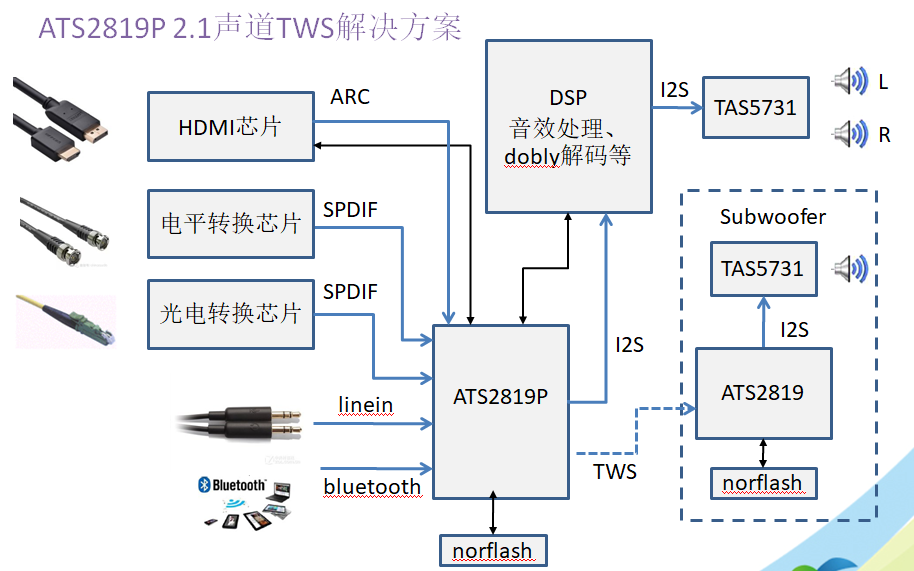 ATS2819P 2.1声道TWS解决方案
HDMI芯片
ARC
电平转换芯片
SPDIF
光电转换芯片
SPDIF
linein
Bluetooth
bluetooth
ATS2819P
norflash
DSP
音效处理、
dobly解码等
I2S
I2S
TAS5731
L
R
TWS
Subwoofer
TAS5731
I2S
ATS2819
norflash